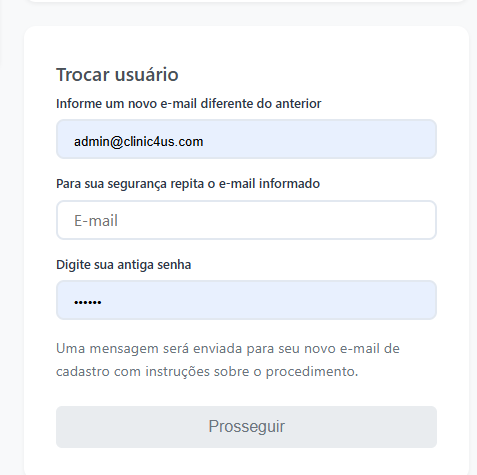 Trocar usuário
Informe um novo e-mail diferente do anterior
admin@clinic4us.com
Para sua segurança repita o e-mail informado
E-mail
Digite sua antiga senha
••••••
Uma mensagem será enviada para seu novo e-mail de
cadastro com instruções sobre o procedimento.
Prosseguir